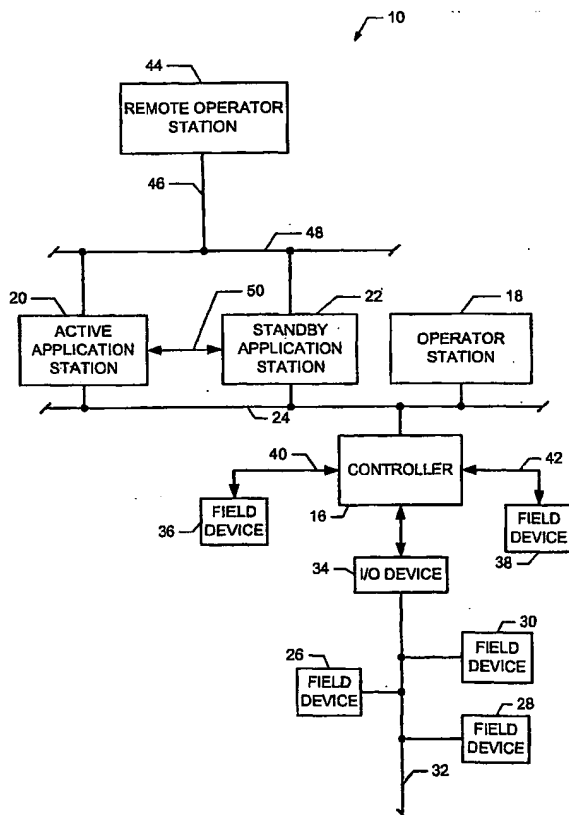 10
44
REMOTE OPERATOR
STATION
46
48
20
50
22
18
ACTIVE
APPLICATION
STATION
STANDBY
APPLICATION
STATION
OPERATOR
STATION
24
40
42
CONTROLLER
36
FIELD
DEVICE
16
FIELD
DEVICE
38
34
I/O DEVICE
30
26
FIELD
DEVICE
FIELD
DEVICE
28
FIELD
DEVICE
32